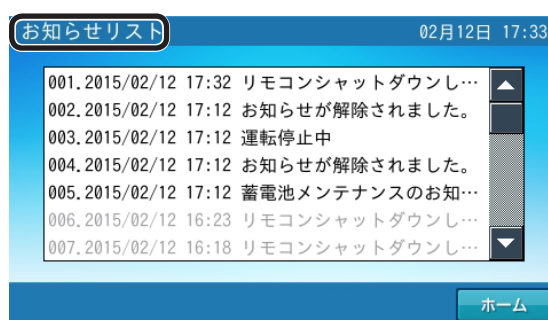 お知らせリスト 02月12日 17:33
001.2015/02/12 17:32 リモコンシャットダウンし…
002.2015/02/12 17:12 お知らせが解除されました。
003.2015/02/12 17:12 運転停止中
004.2015/02/12 17:12 お知らせが解除されました。
005.2015/02/12 17:12 蓄電池メンテナンスのお知…
006.2015/02/12 16:23 リモコンシャットダウンし…
007.2015/02/12 16:18 リモコンシャットダウンし…
ホーム